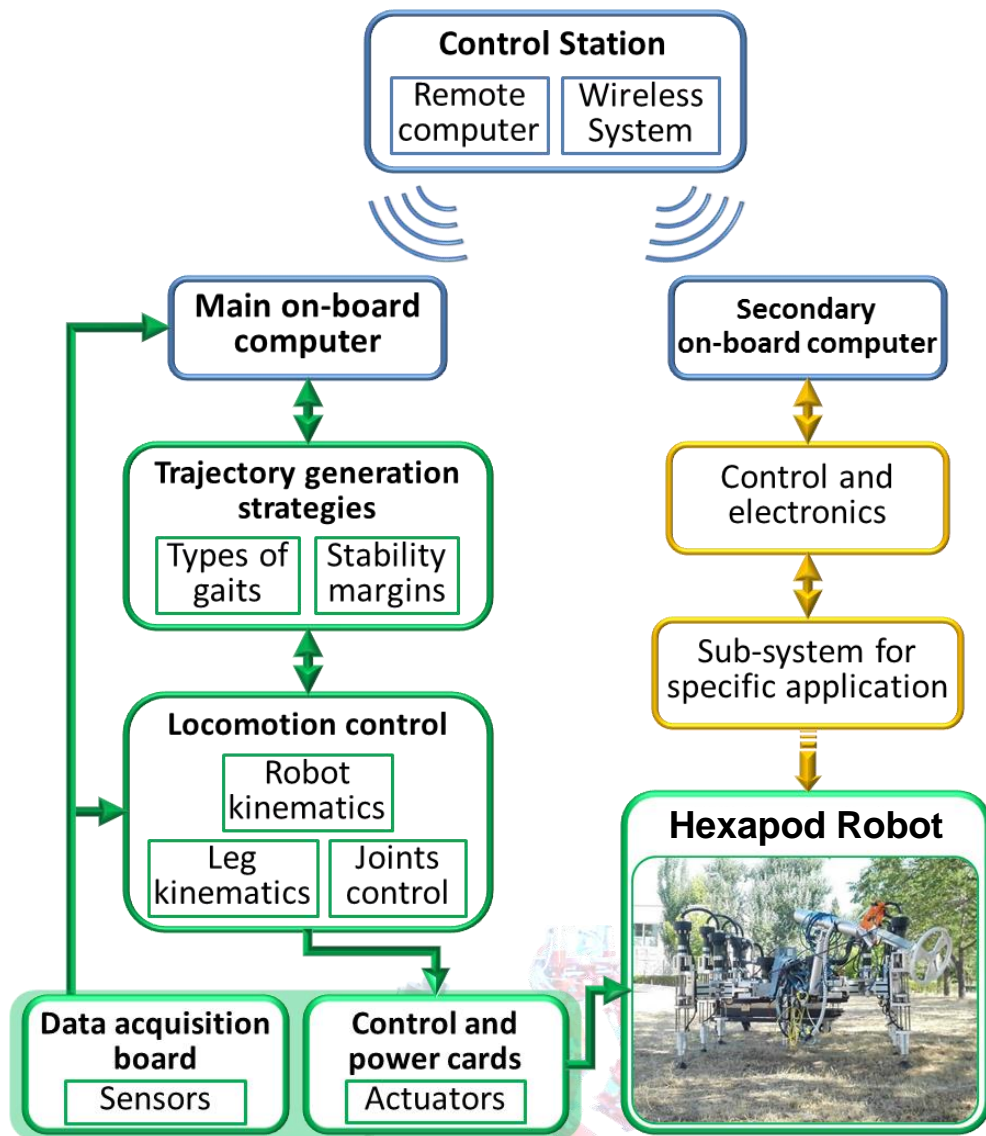 Control Station
Remote
computer
Wireless
System
Main on-board
computer
Secondary
on-board computer
Trajectory generation
strategies
Types of
gaits
Stability
margins
Control and
electronics
Sub-system for
specific application
Locomotion control
Robot
kinematics
Leg
kinematics
Joints
control
Hexapod Robot
Data acquisition
board
Sensors
Control and
power cards
Actuators